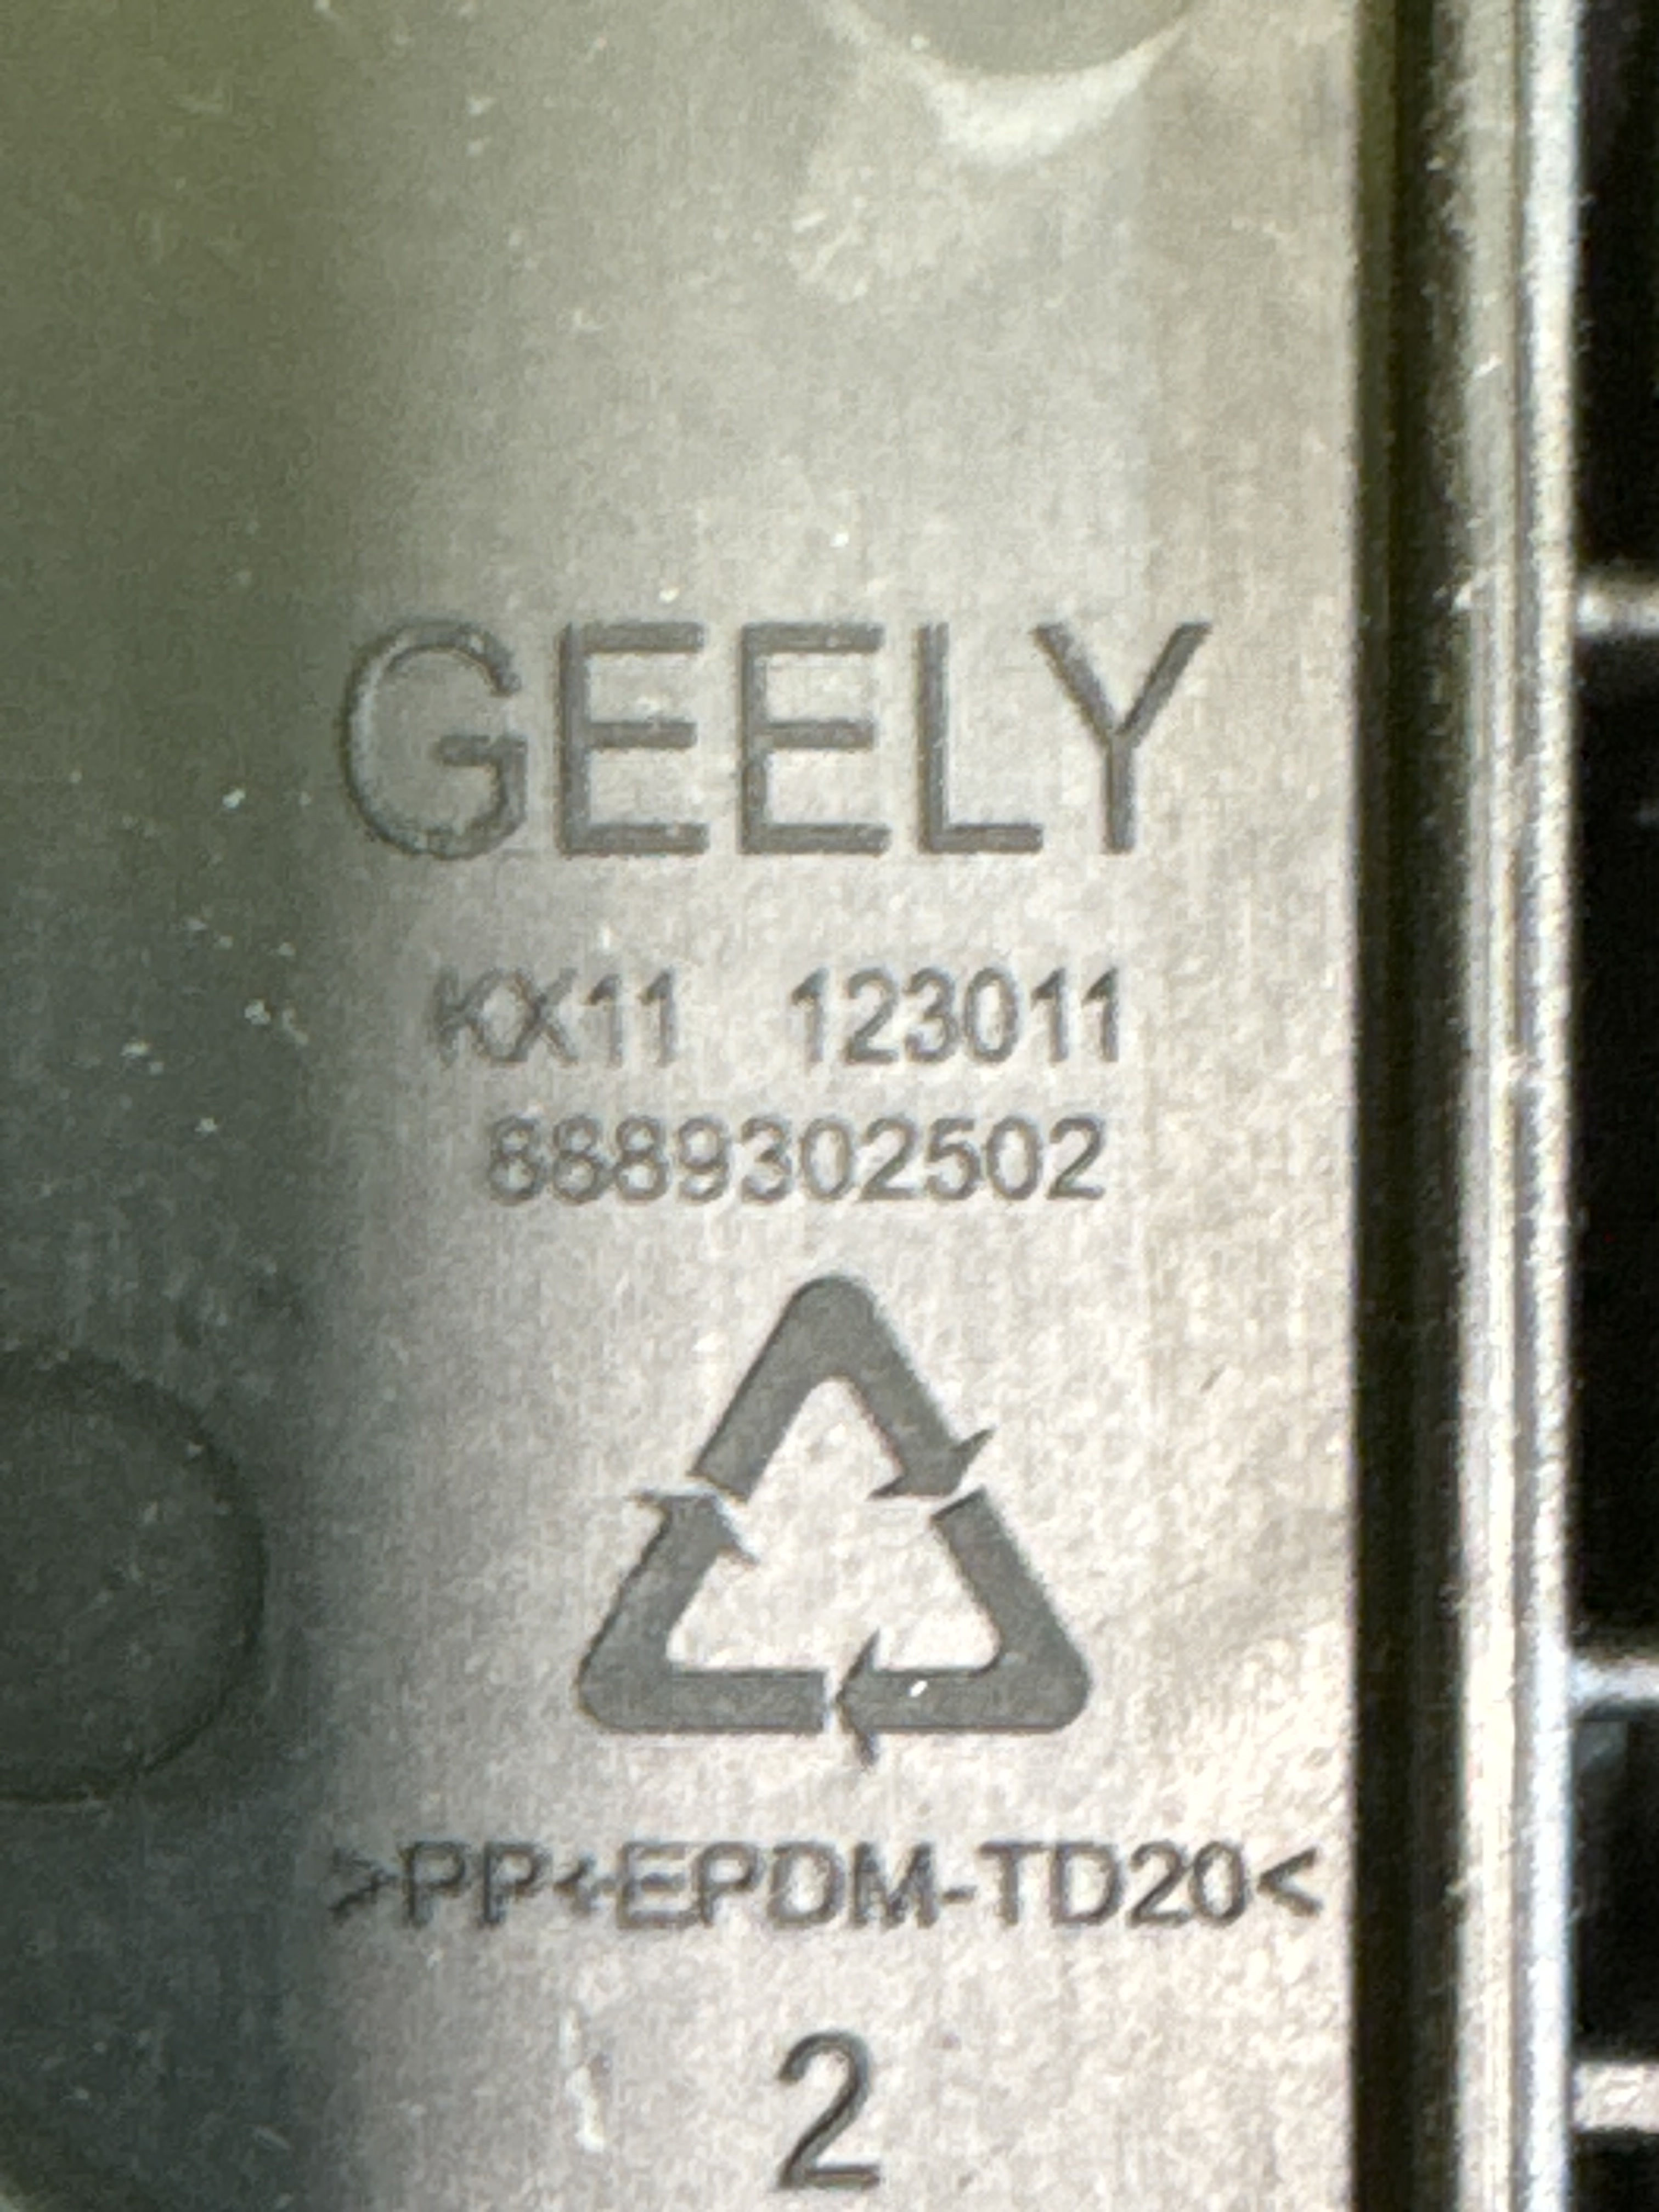 GEELY
KX11 123011
8889302502
>PP+EPDM-TD20<
2